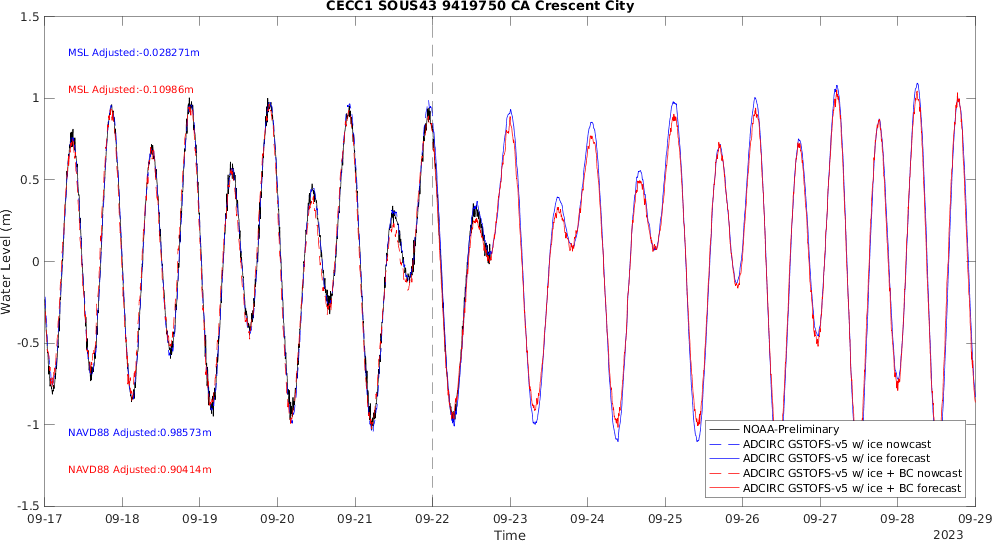 CECC1 SOUS43 9419750 CA Crescent City
1.5
1
0.5
0
-0.5
-1
-1.5
Water Level (m)
MSL Adjusted:-0.028271m
MSL Adjusted:-0.10986m
NAVD88 Adjusted:0.98573m
NAVD88 Adjusted:0.90414m
NOAA-Preliminary
ADCIRC GSTOFS-v5 w/ ice nowcast
ADCIRC GSTOFS-v5 w/ ice forecast
ADCIRC GSTOFS-v5 w/ ice + BC nowcast
ADCIRC GSTOFS-v5 w/ ice + BC forecast
09-17 09-18 09-19 09-20 09-21 09-22 09-23 09-24 09-25 09-26 09-27 09-28 09-29
Time
2023